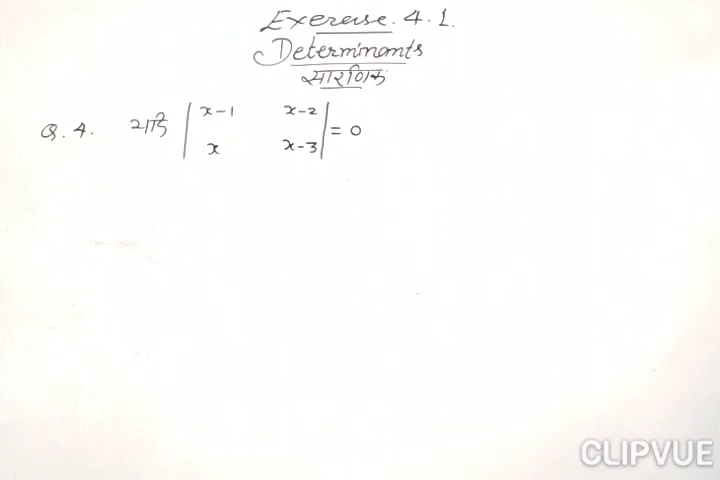 Exercise. 4.1.
Determinants
सारणिक
Q. 4. यदि | x-1 x-2 |
| x x-3 | = 0
CLIPVUE